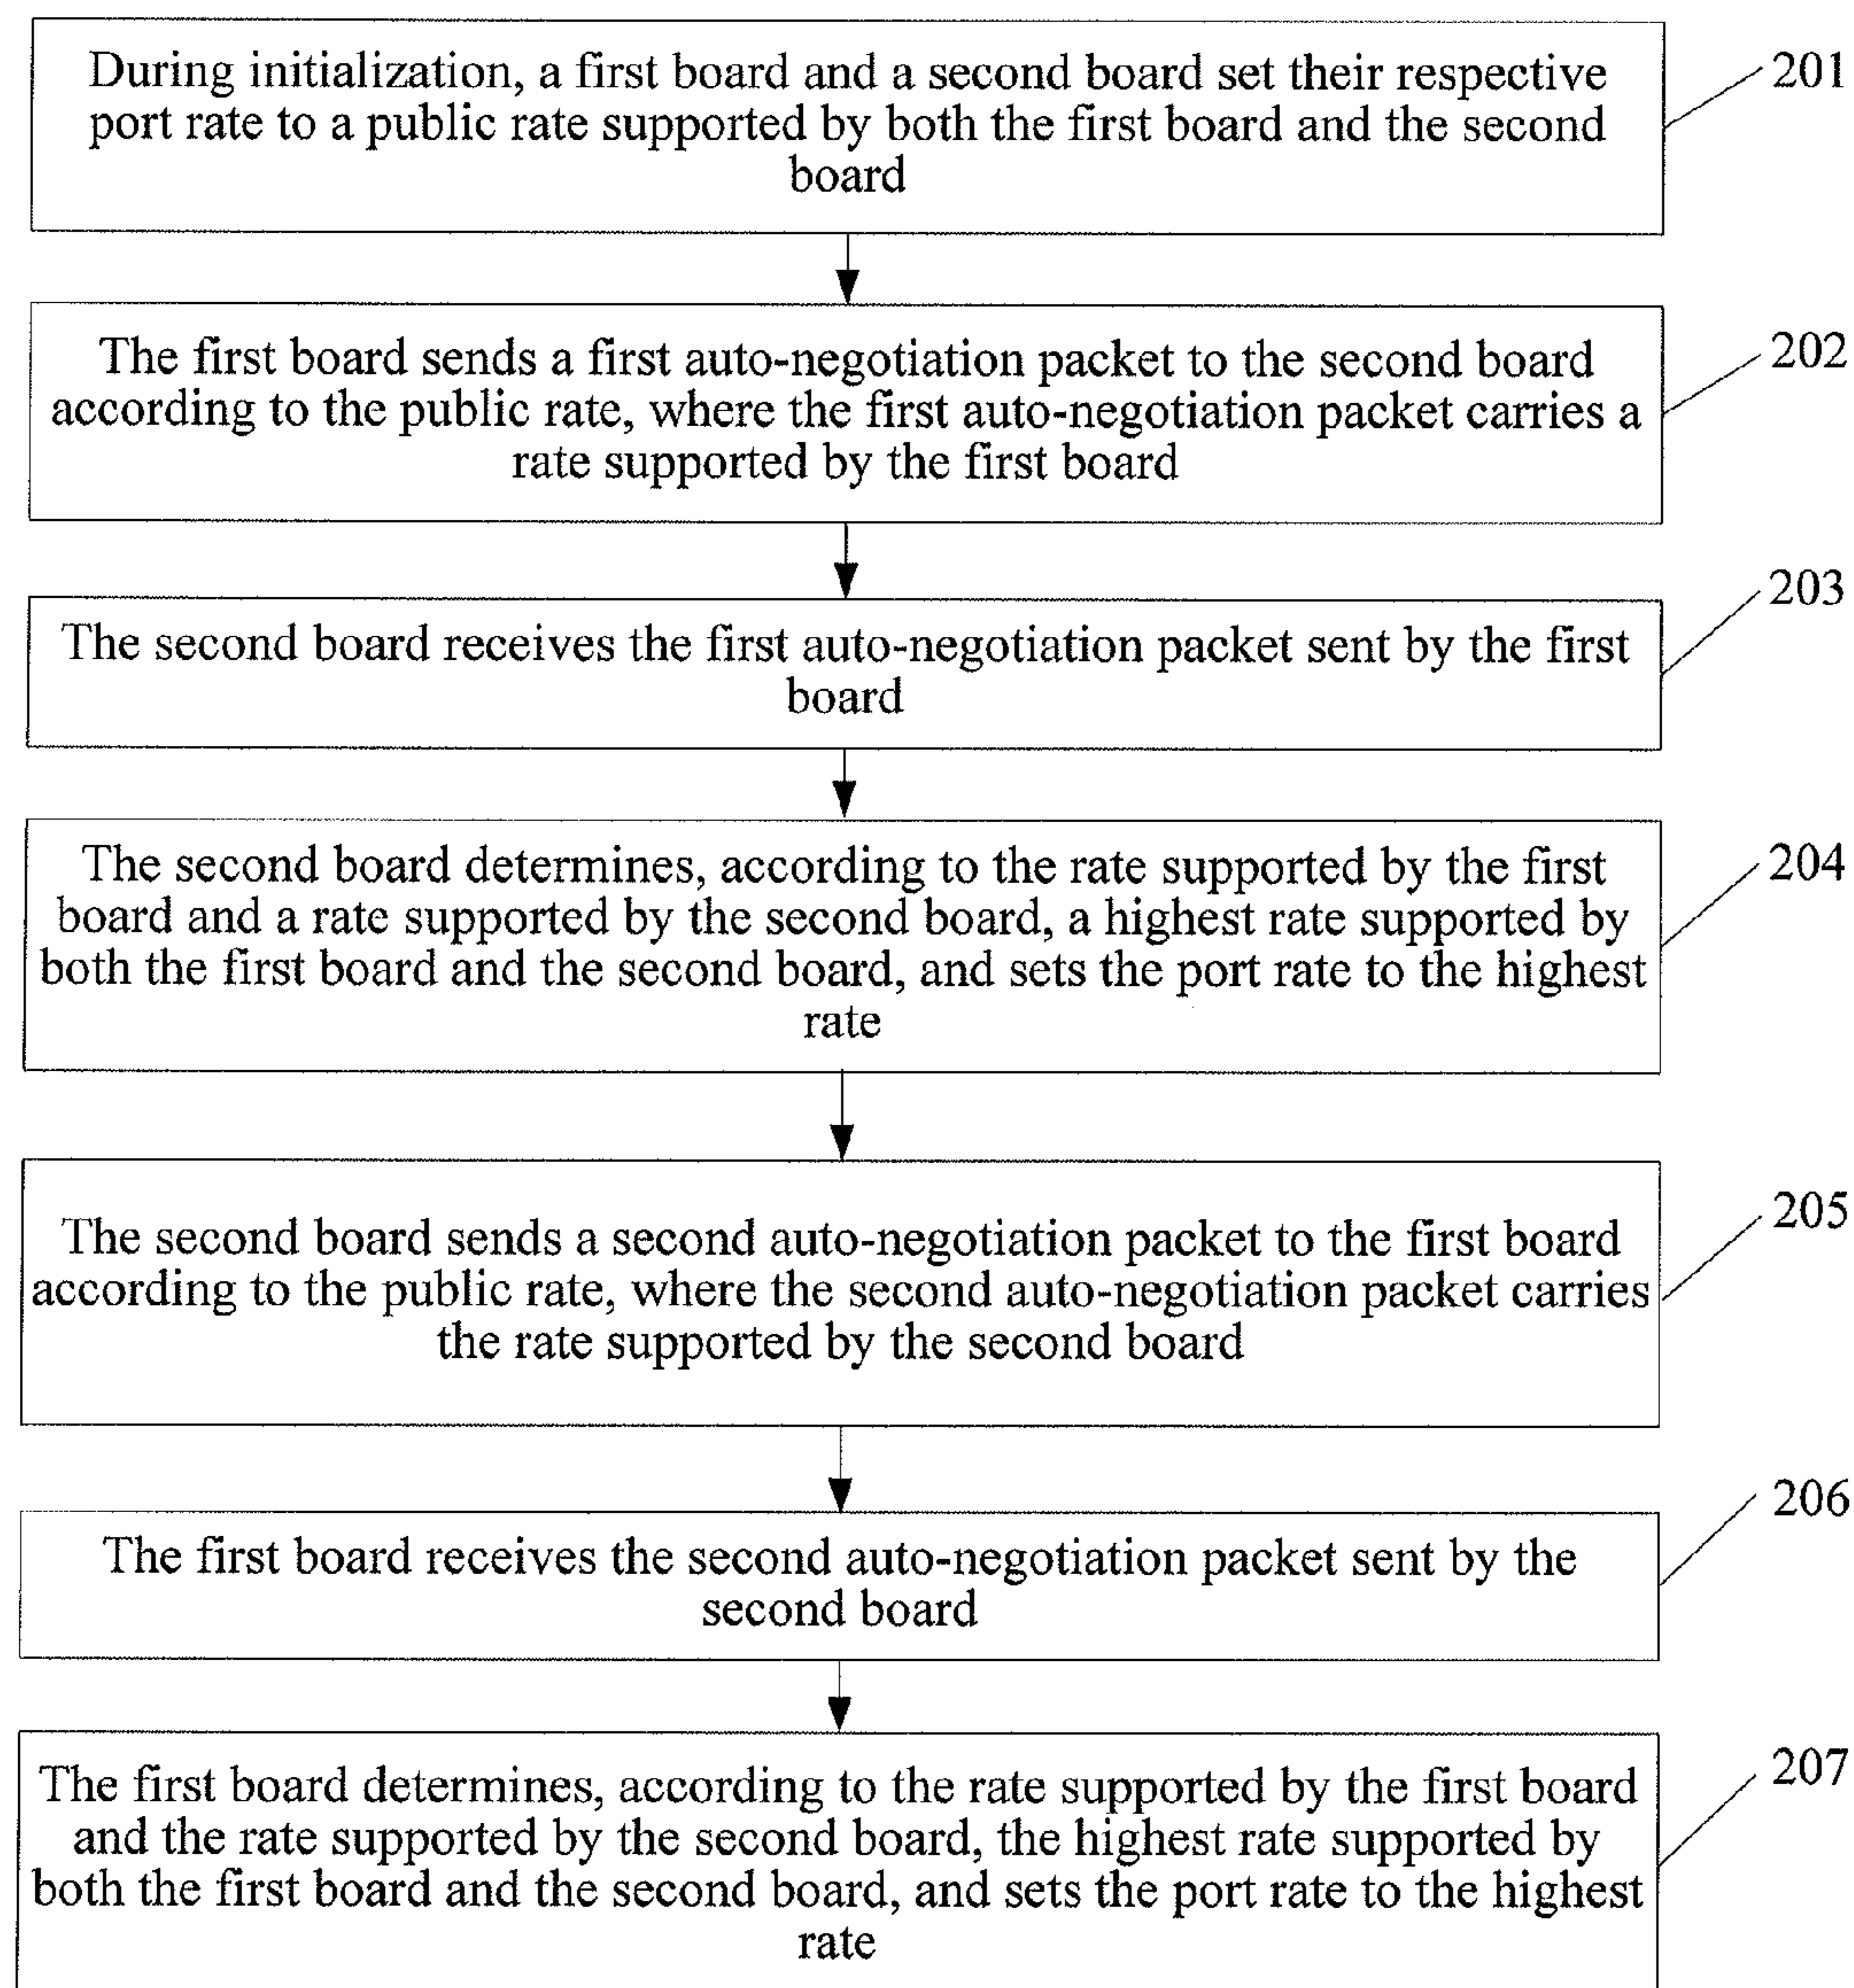 During initialization, a first board and a second board set their respective
port rate to a public rate supported by both the first board and the second
board
201
The first board sends a first auto-negotiation packet to the second board
according to the public rate, where the first auto-negotiation packet carries a
rate supported by the first board
202
The second board receives the first auto-negotiation packet sent by the first
board
203
The second board determines, according to the rate supported by the first
board and a rate supported by the second board, a highest rate supported by
both the first board and the second board, and sets the port rate to the highest
rate
204
The second board sends a second auto-negotiation packet to the first board
according to the public rate, where the second auto-negotiation packet carries
the rate supported by the second board
205
The first board receives the second auto-negotiation packet sent by the
second board
206
The first board determines, according to the rate supported by the first board
and the rate supported by the second board, the highest rate supported by
both the first board and the second board, and sets the port rate to the highest
rate
207